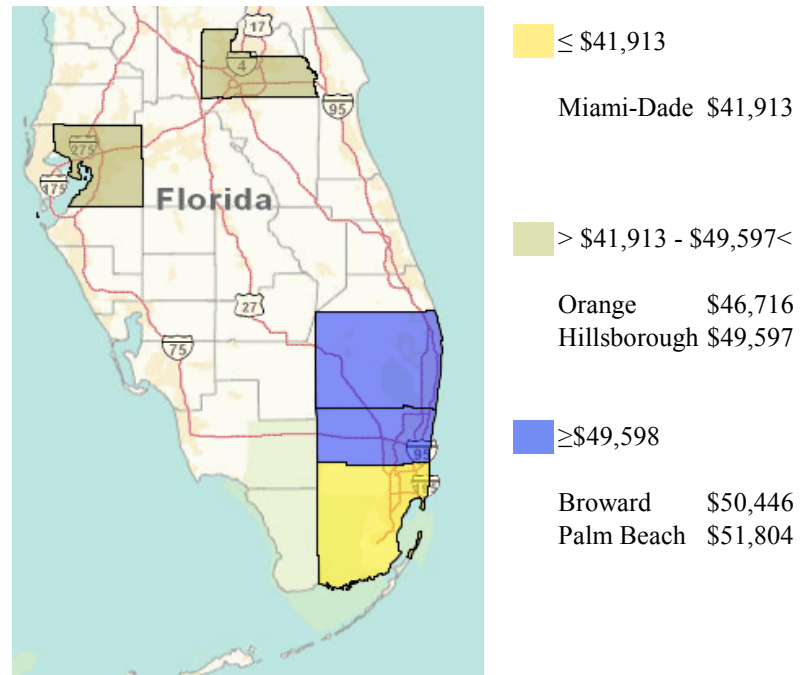 17
4
95
275
175
Florida
27
75
95
195
≤ $41,913
Miami-Dade $41,913
> $41,913 - $49,597<
Orange $46,716
Hillsborough $49,597
≥$49,598
Broward $50,446
Palm Beach $51,804